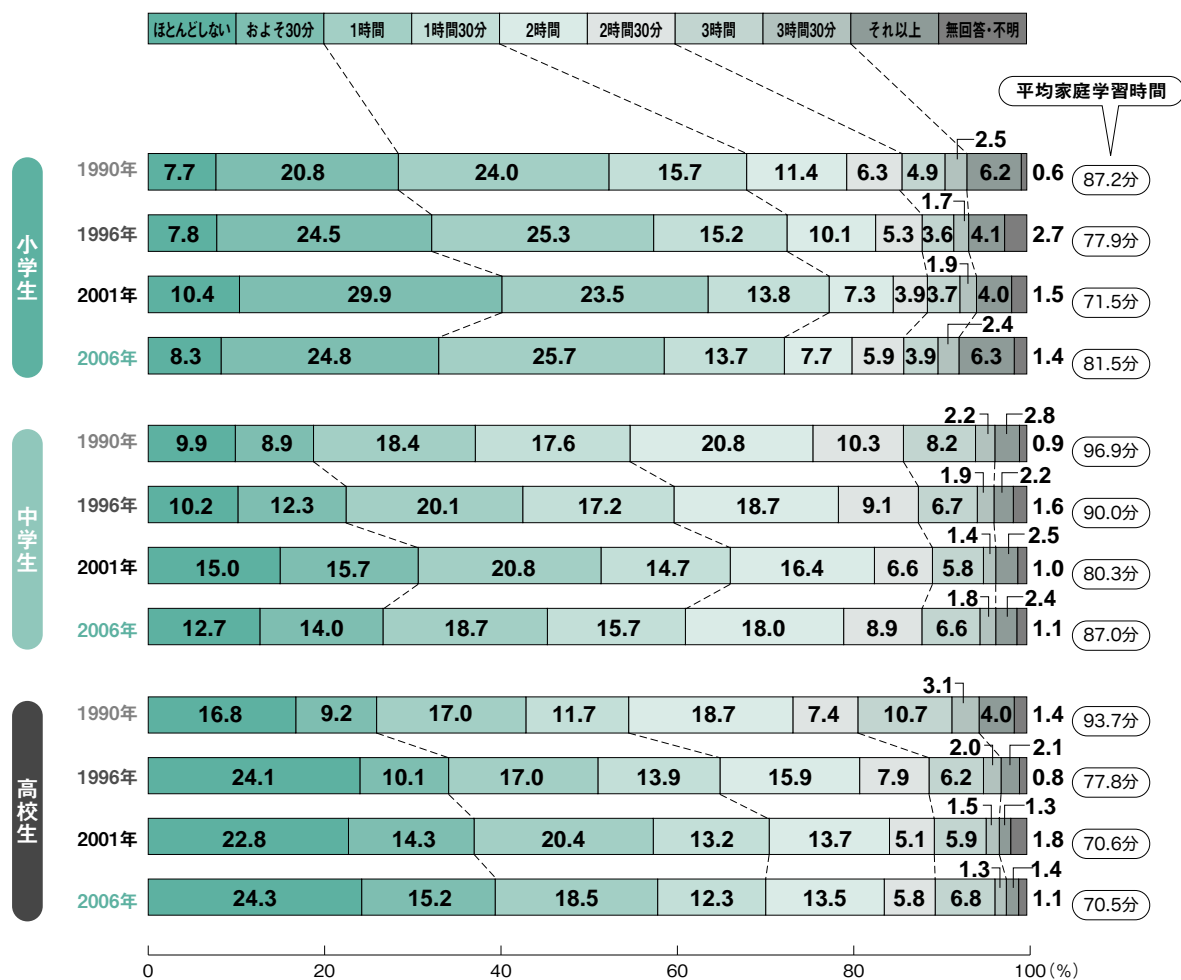 ほとんどしない およそ30分 1時間 1時間30分 2時間 2時間30分 3時間 3時間30分 それ以上 無回答・不明
平均家庭学習時間
小学生
2.5
1990年 7.7 20.8 24.0 15.7 11.4 6.3 4.9 6.2 0.6 87.2分
1.7
1996年 7.8 24.5 25.3 15.2 10.1 5.3 3.6 4.1 2.7 77.9分
1.9
2001年 10.4 29.9 23.5 13.8 7.3 3.9 3.7 4.0 1.5 71.5分
2.4
2006年 8.3 24.8 25.7 13.7 7.7 5.9 3.9 6.3 1.4 81.5分
中学生
2.2 2.8
1990年 9.9 8.9 18.4 17.6 20.8 10.3 8.2 0.9 96.9分
1.9 2.2
1996年 10.2 12.3 20.1 17.2 18.7 9.1 6.7 1.6 90.0分
1.4 2.5
2001年 15.0 15.7 20.8 14.7 16.4 6.6 5.8 1.0 80.3分
1.8 2.4
2006年 12.7 14.0 18.7 15.7 18.0 8.9 6.6 1.1 87.0分
高校生
3.1
1990年 16.8 9.2 17.0 11.7 18.7 7.4 10.7 4.0 1.4 93.7分
2.0 2.1
1996年 24.1 10.1 17.0 13.9 15.9 7.9 6.2 0.8 77.8分
1.5 1.3
2001年 22.8 14.3 20.4 13.2 13.7 5.1 5.9 1.8 70.6分
1.3 1.4
2006年 24.3 15.2 18.5 12.3 13.5 5.8 6.8 1.1 70.5分
0 20 40 60 80 100(%)